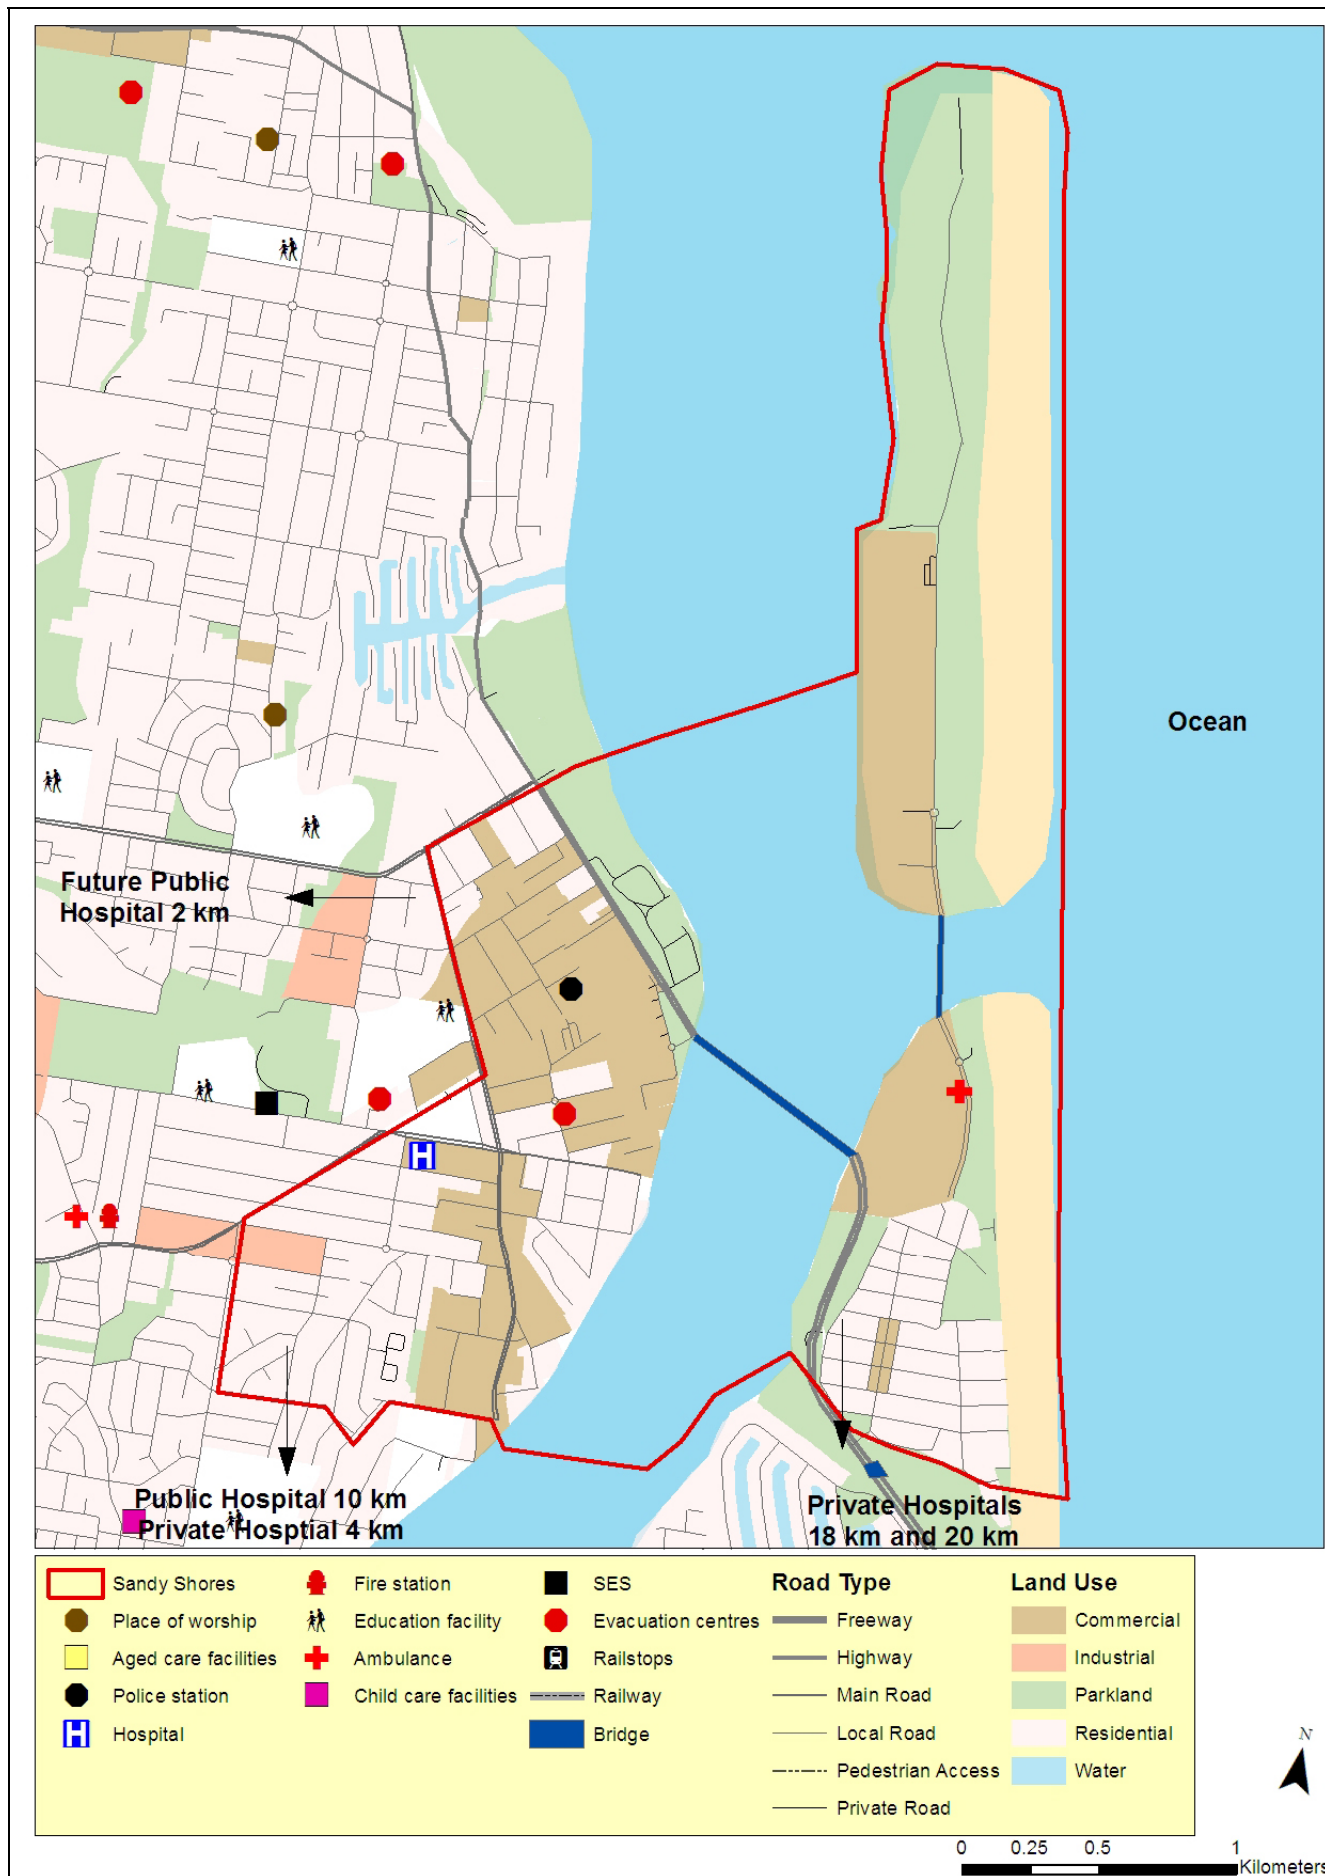 Ocean
Future Public
Hospital 2 km
H
Public Hospital 10 km
Private Hosptial 4 km
Private Hospitals
18 km and 20 km
Sandy Shores
Place of worship
Aged care facilities
Police station
H
Hospital
Fire station
Education facility
Ambulance
Child care facilities
SES
Evacuation centres
Railstops
Railway
Bridge
Road Type
Freeway
Highway
Main Road
Local Road
Pedestrian Access
Private Road
Land Use
Commercial
Industrial
Parkland
Residential
Water
N
0 0.25 0.5 1
Kilometers